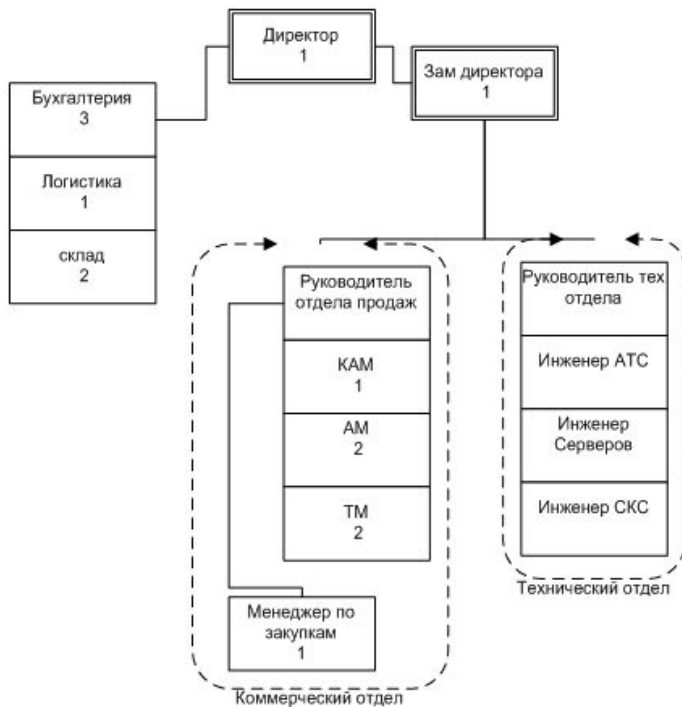 Директор
1
Зам директора
1
Бухгалтерия
3
Логистика
1
склад
2
Руководитель
отдела продаж
КАМ
1
АМ
2
ТМ
2
Менеджер по
закупкам
1
Коммерческий отдел
Руководитель тех
отдела
Инженер АТС
Инженер
Серверов
Инженер СКС
Технический отдел